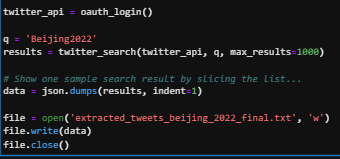 twitter_api = oauth_login()
q = 'Beijing2022'
results = twitter_search(twitter_api, q, max_results=1000)
# Show one sample search result by slicing the list...
data = json.dumps(results, indent=1)
file = open('extracted_tweets_beijing_2022_final.txt', 'w')
file.write(data)
file.close()